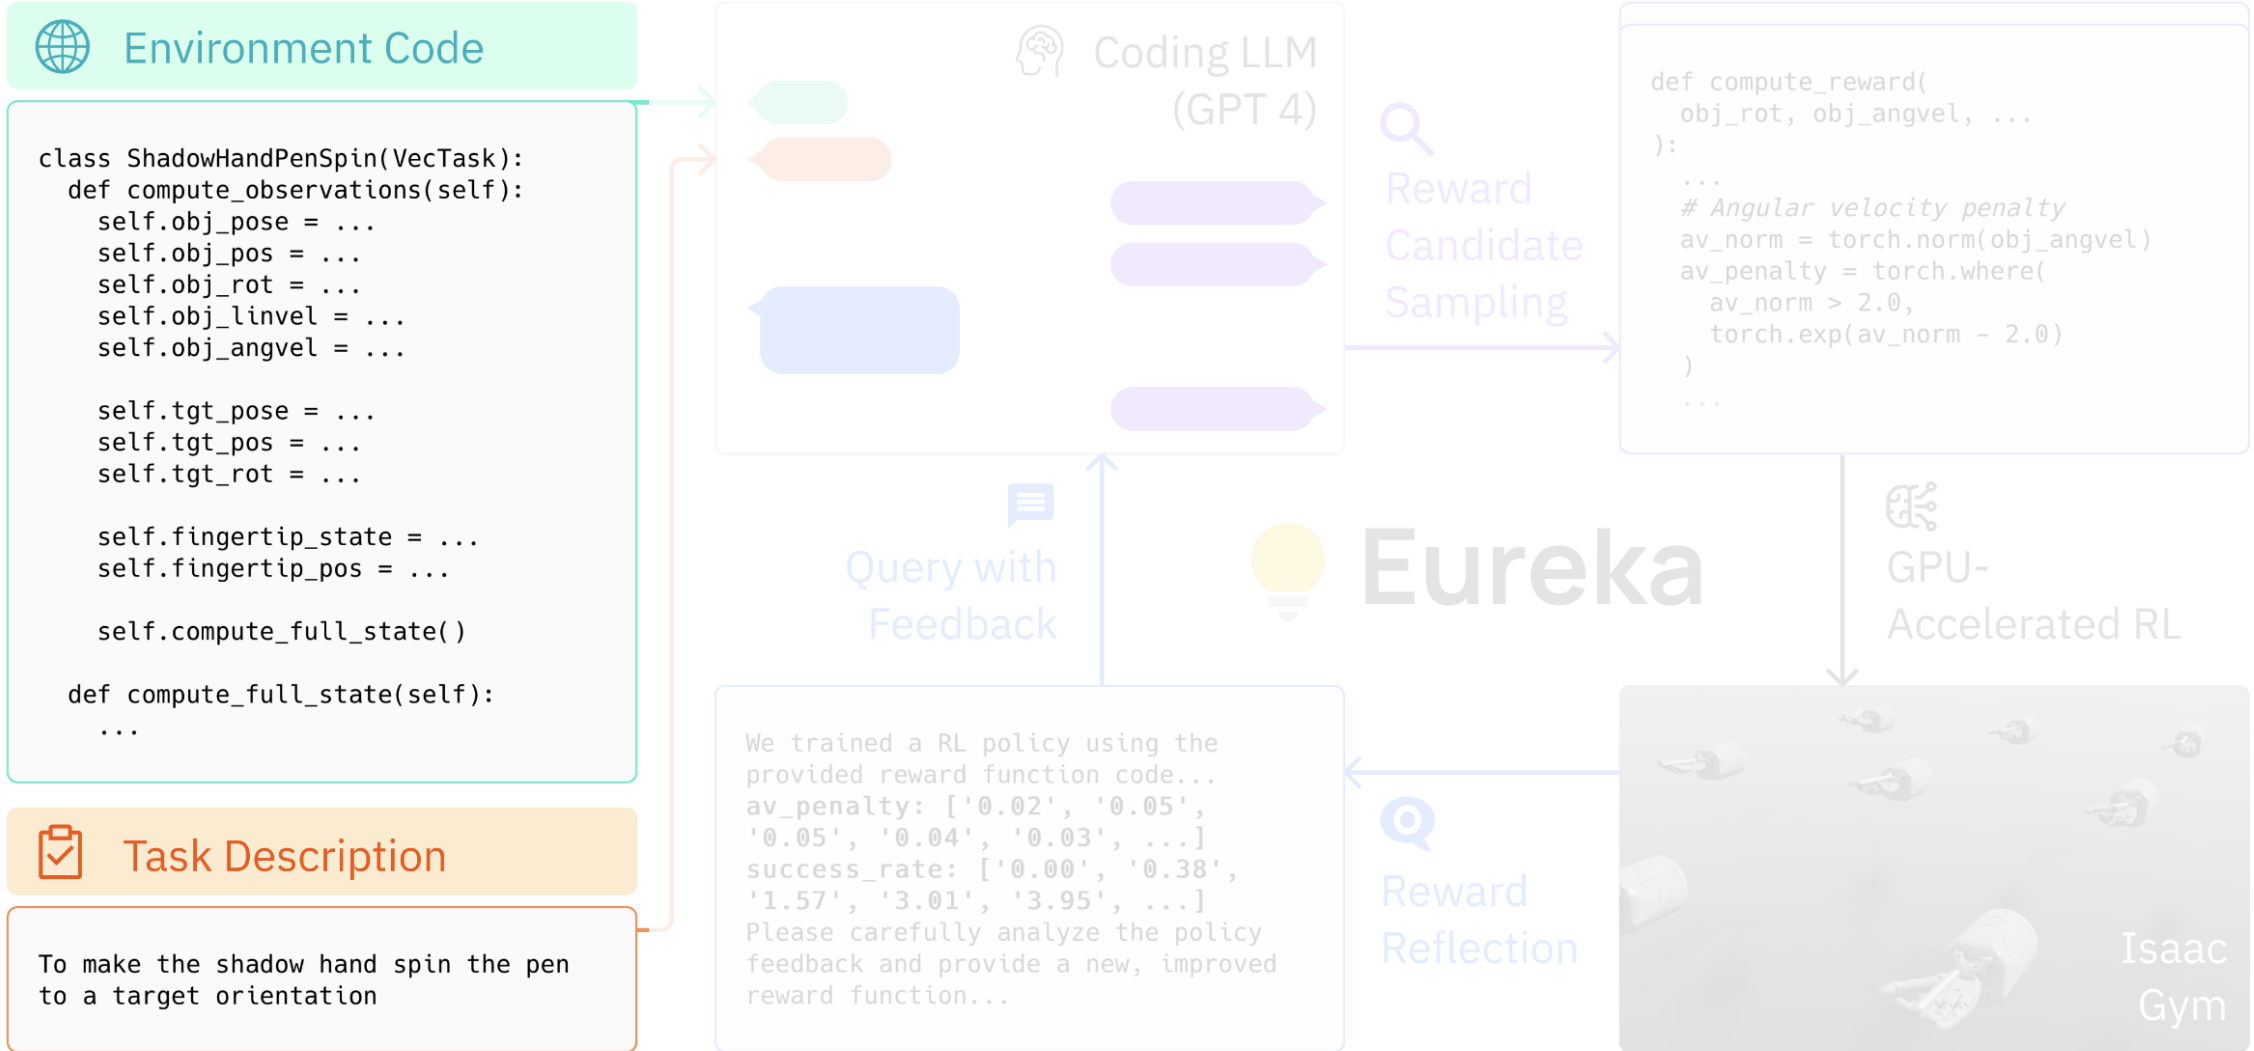 Environment Code
class ShadowHandPenSpin(VecTask):
  def compute_observations(self):
    self.obj_pose = ...
    self.obj_pos = ...
    self.obj_rot = ...
    self.obj_linvel = ...
    self.obj_angvel = ...
    self.tgt_pose = ...
    self.tgt_pos = ...
    self.tgt_rot = ...
    self.fingertip_state = ...
    self.fingertip_pos = ...
    self.compute_full_state()
  def compute_full_state(self):
    ...
Task Description
To make the shadow hand spin the pen
to a target orientation
Coding LLM
(GPT 4)
Reward
Candidate
Sampling
def compute_reward(
  obj_rot, obj_angvel, ...
):
  ...
  # Angular velocity penalty
  av_norm = torch.norm(obj_angvel)
  av_penalty = torch.where(
    av_norm > 2.0,
    torch.exp(av_norm - 2.0)
  )
  ...
Query with
Feedback
Eureka
GPU-
Accelerated RL
We trained a RL policy using the
provided reward function code...
av_penalty: ['0.02', '0.05',
'0.05', '0.04', '0.03', ...]
success_rate: ['0.00', '0.38',
'1.57', '3.01', '3.95', ...]
Please carefully analyze the policy
feedback and provide a new, improved
reward function...
Reward
Reflection
Isaac
Gym